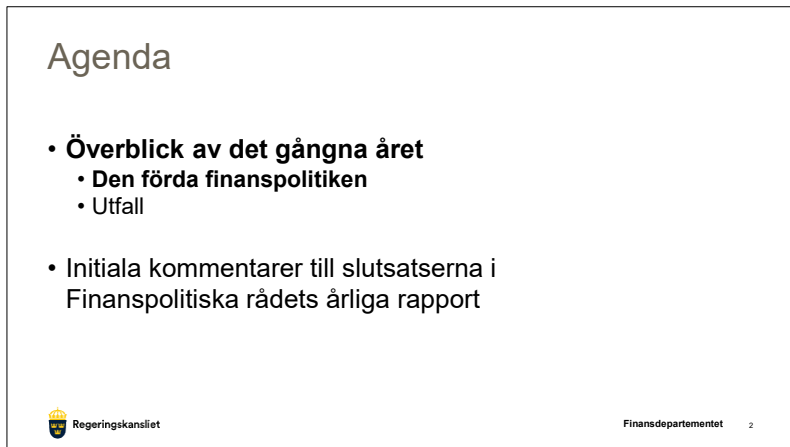 Agenda
• Överblick av det gångna året
• Den förda finanspolitiken
• Utfall
• Initiala kommentarer till slutsatserna i
Finanspolitiska rådets årliga rapport
Regeringskansliet
Finansdepartementet 2